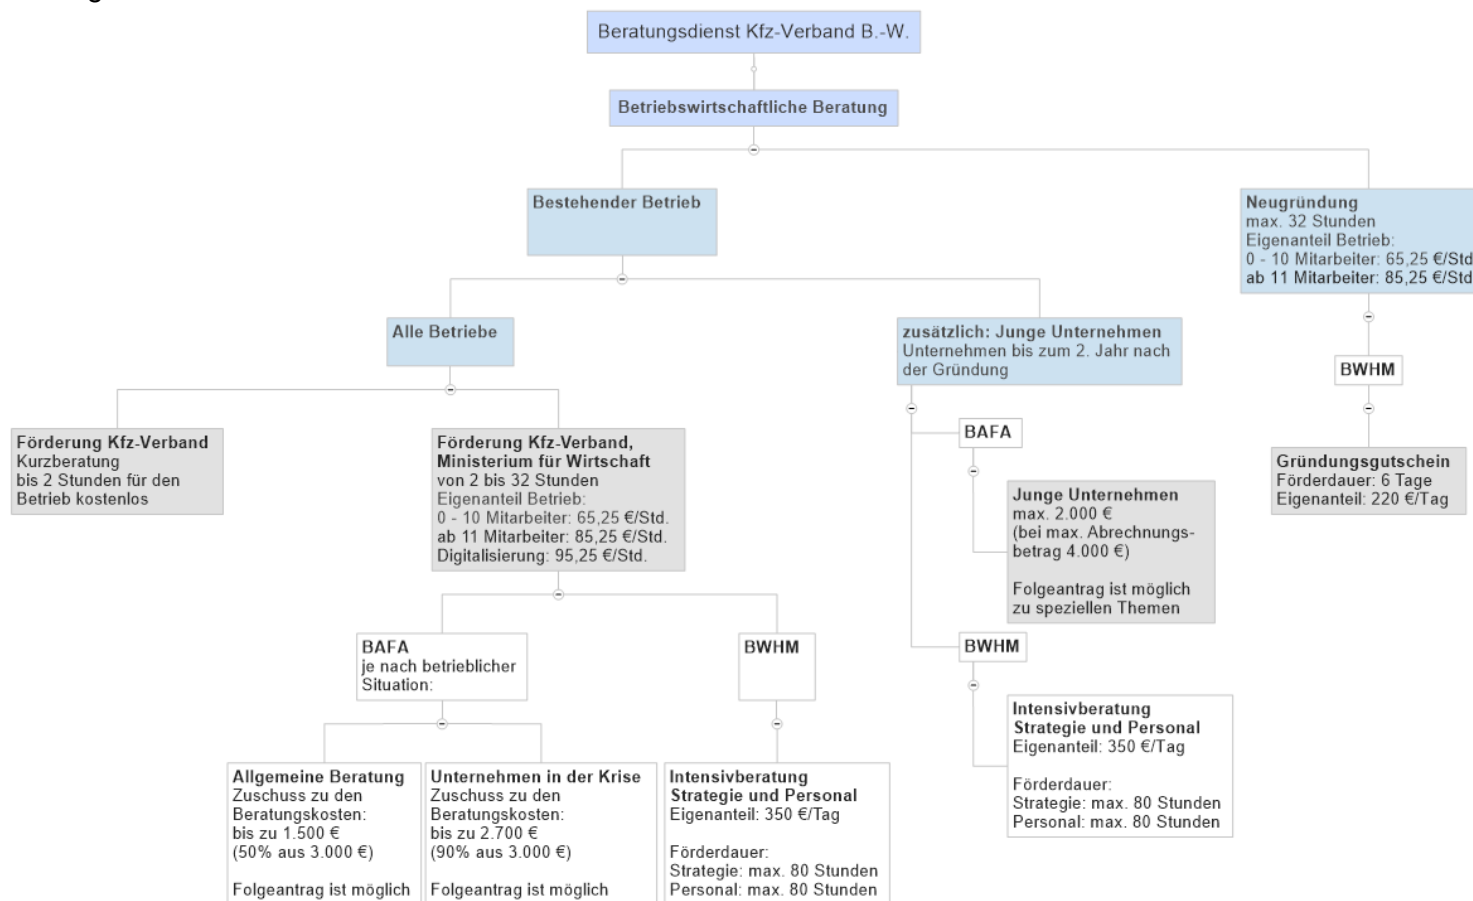 Beratungsdienst Kfz-Verband B.-W.
Betriebswirtschaftliche Beratung
Bestehender Betrieb
Neugründung
max. 32 Stunden
Eigenanteil Betrieb:
0 - 10 Mitarbeiter: 65,25 €/Std
ab 11 Mitarbeiter: 85,25 €/Std
Alle Betriebe
zusätzlich: Junge Unternehmen
Unternehmen bis zum 2. Jahr nach
der Gründung
BWHM
Gründungsgutschein
Förderdauer: 6 Tage
Eigenanteil: 220 €/Tag
Förderung Kfz-Verband
Kurzberatung
bis 2 Stunden für den
Betrieb kostenlos
Förderung Kfz-Verband,
Ministerium für Wirtschaft
von 2 bis 32 Stunden
Eigenanteil Betrieb:
0 - 10 Mitarbeiter: 65,25 €/Std.
ab 11 Mitarbeiter: 85,25 €/Std.
Digitalisierung: 95,25 €/Std.
BAFA
Junge Unternehmen
max. 2.000 €
(bei max. Abrechnungs-
betrag 4.000 €)
Folgeantrag ist möglich
zu speziellen Themen
BWHM
Intensivberatung
Strategie und Personal
Eigenanteil: 350 €/Tag
Förderdauer:
Strategie: max. 80 Stunden
Personal: max. 80 Stunden
BAFA
je nach betrieblicher
Situation:
BWHM
Allgemeine Beratung
Zuschuss zu den
Beratungskosten:
bis zu 1.500 €
(50% aus 3.000 €)
Folgeantrag ist möglich
Unternehmen in der Krise
Zuschuss zu den
Beratungskosten:
bis zu 2.700 €
(90% aus 3.000 €)
Folgeantrag ist möglich
Intensivberatung
Strategie und Personal
Eigenanteil: 350 €/Tag
Förderdauer:
Strategie: max. 80 Stunden
Personal: max. 80 Stunden